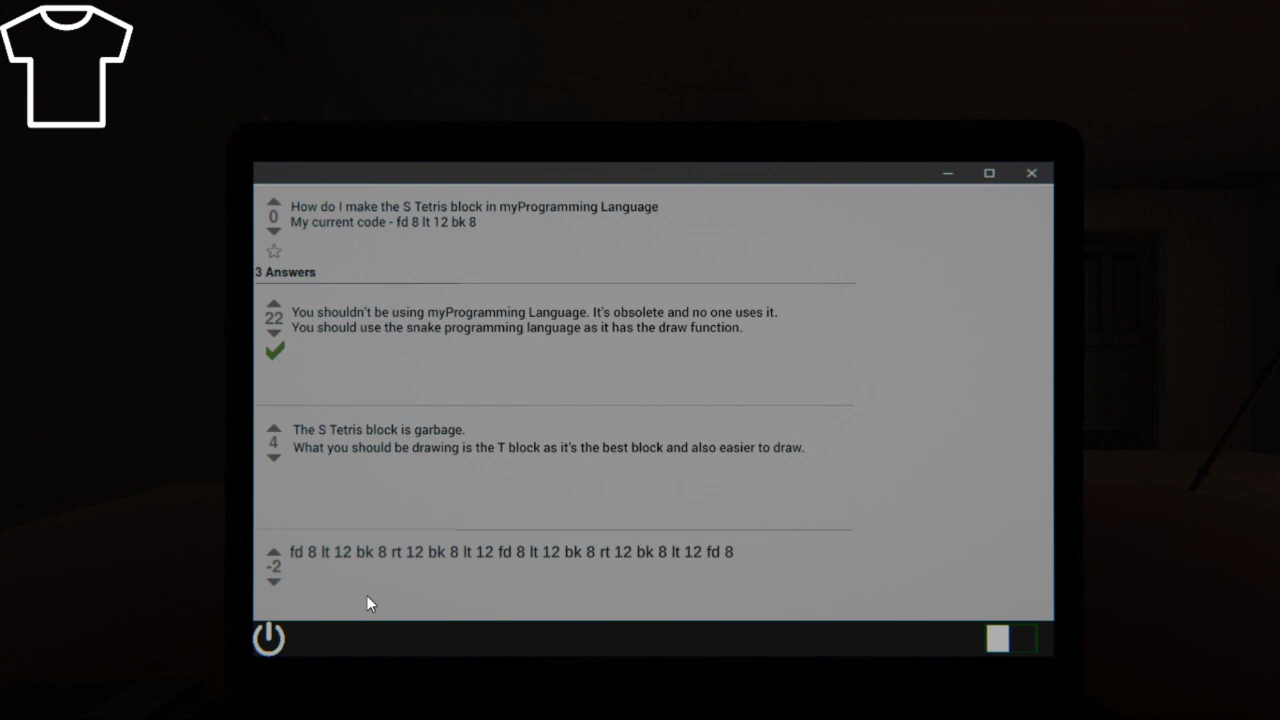 0
How do I make the S Tetris block in myProgramming Language
My current code - fd 8 lt 12 bk 8
3 Answers
22
You shouldn't be using myProgramming Language. It's obsolete and no one uses it.
You should use the snake programming language as it has the draw function.
4
The S Tetris block is garbage.
What you should be drawing is the T block as it's the best block and also easier to draw.
-2
fd 8 lt 12 bk 8 rt 12 bk 8 lt 12 fd 8 lt 12 bk 8 rt 12 bk 8 lt 12 fd 8